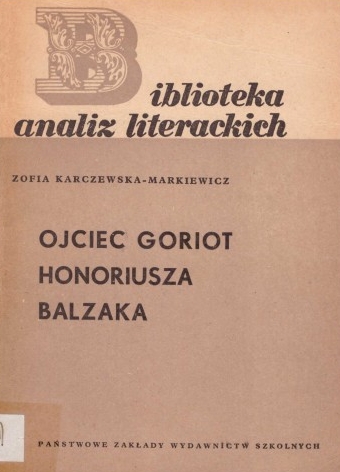 Biblioteka
analiz literackich
ZOFIA KARCZEWSKA-MARKIEWICZ
OJCIEC GORIOT
HONORIUSZA
BALZAKA
PAŃSTWOWE ZAKŁADY WYDAWNICTW SZKOLNYCH